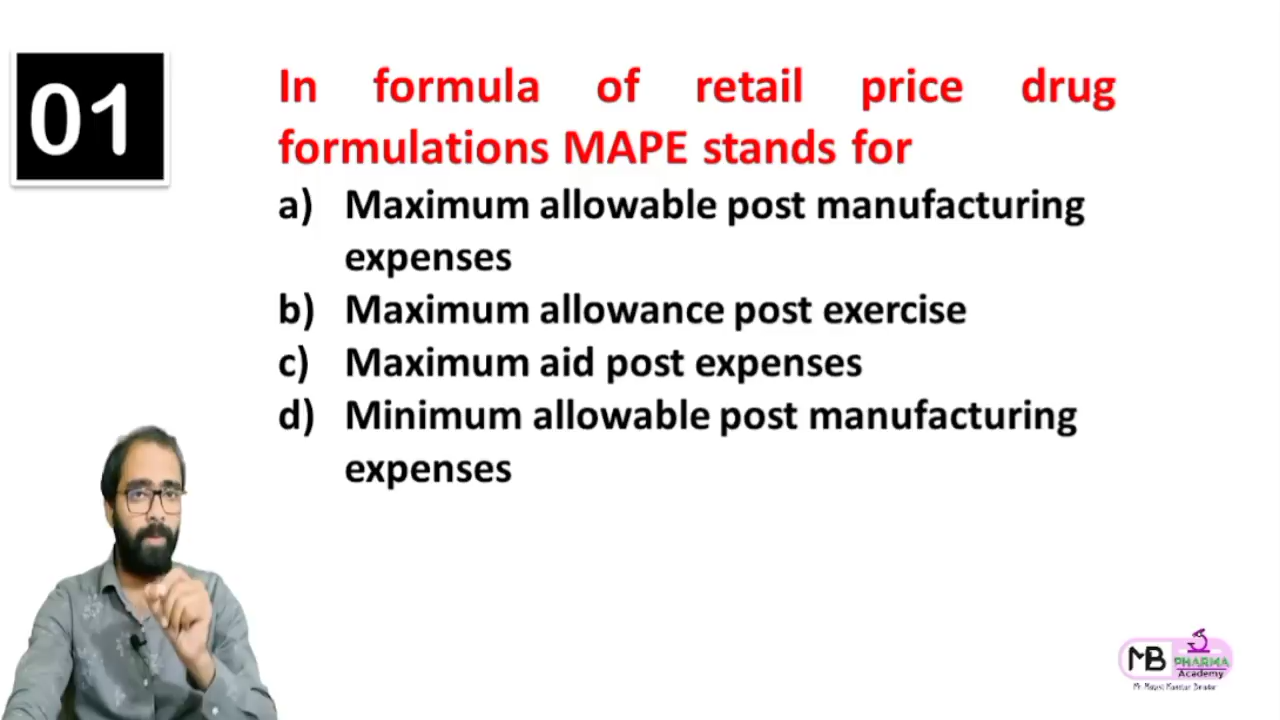 01
In formula of retail price drug
formulations MAPE stands for
a) Maximum allowable post manufacturing
expenses
b) Maximum allowance post exercise
c) Maximum aid post expenses
d) Minimum allowable post manufacturing
expenses
MB PHARMA
Academy